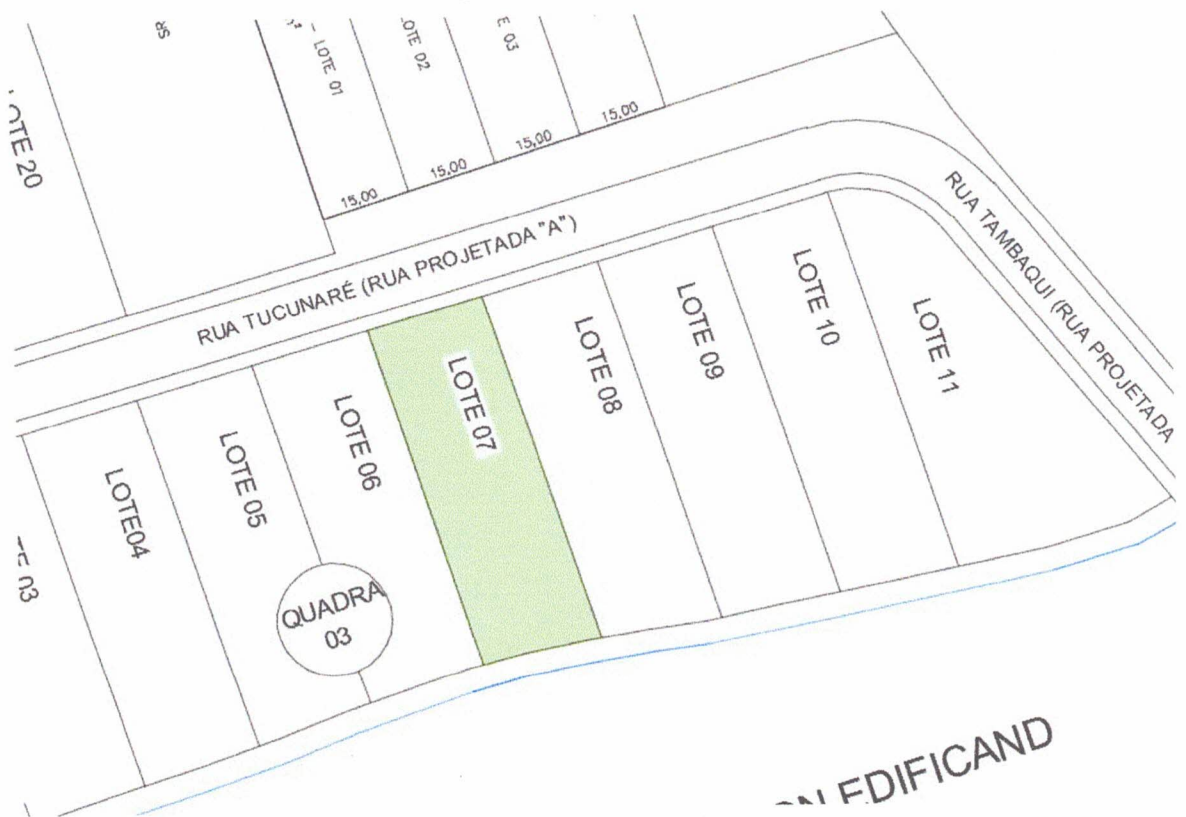 LOTE 20
LOTE 01
LOTE 02
E 03
15,00
15,00
15,00
15,00
RUA TUCUNARÉ (RUA PROJETADA "A")
RUA TAMBAQUI (RUA PROJETADA
03
LOTE04
LOTE 05
LOTE 06
LOTE 07
LOTE 08
LOTE 09
LOTE 10
LOTE 11
QUADRA
03
EDIFICAND